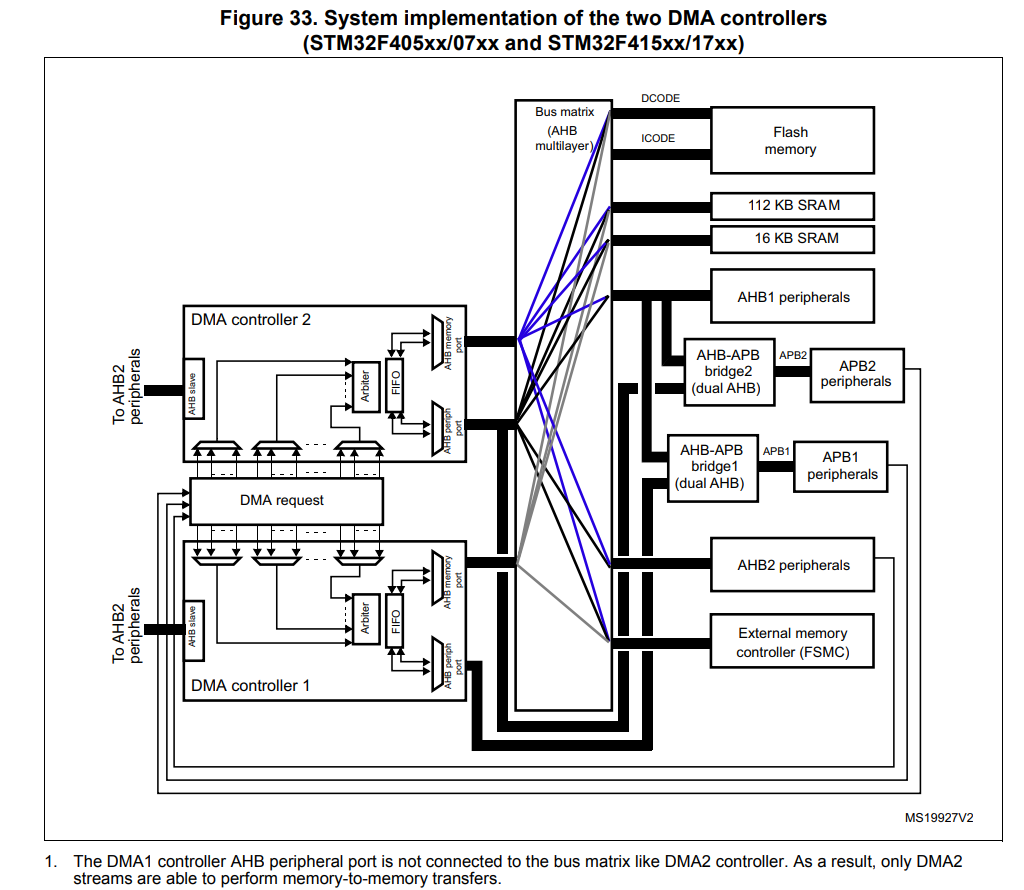 Figure 33. System implementation of the two DMA controllers
(STM32F405xx/07xx and STM32F415xx/17xx)
Bus matrix
(AHB
multilayer)
DCODE
ICODE
Flash
memory
112 KB SRAM
16 KB SRAM
AHB1 peripherals
DMA controller 2
To AHB2
peripherals
AHB slave
Arbiter
FIFO
AHB memory
port
AHB periph
port
AHB-APB
bridge2
(dual AHB)
APB2
APB2
peripherals
AHB-APB
bridge1
(dual AHB)
APB1
APB1
peripherals
DMA request
AHB2 peripherals
External memory
controller (FSMC)
To AHB2
peripherals
AHB slave
Arbiter
FIFO
AHB memory
port
AHB periph
port
DMA controller 1
MS19927V2
1. The DMA1 controller AHB peripheral port is not connected to the bus matrix like DMA2 controller. As a result, only DMA2
streams are able to perform memory-to-memory transfers.